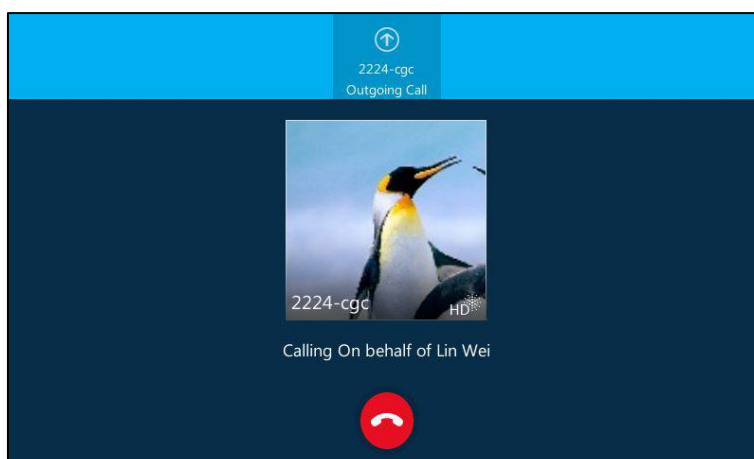 2224-cgc
Outgoing Call
2224-cgc
HD
Calling On behalf of Lin Wei